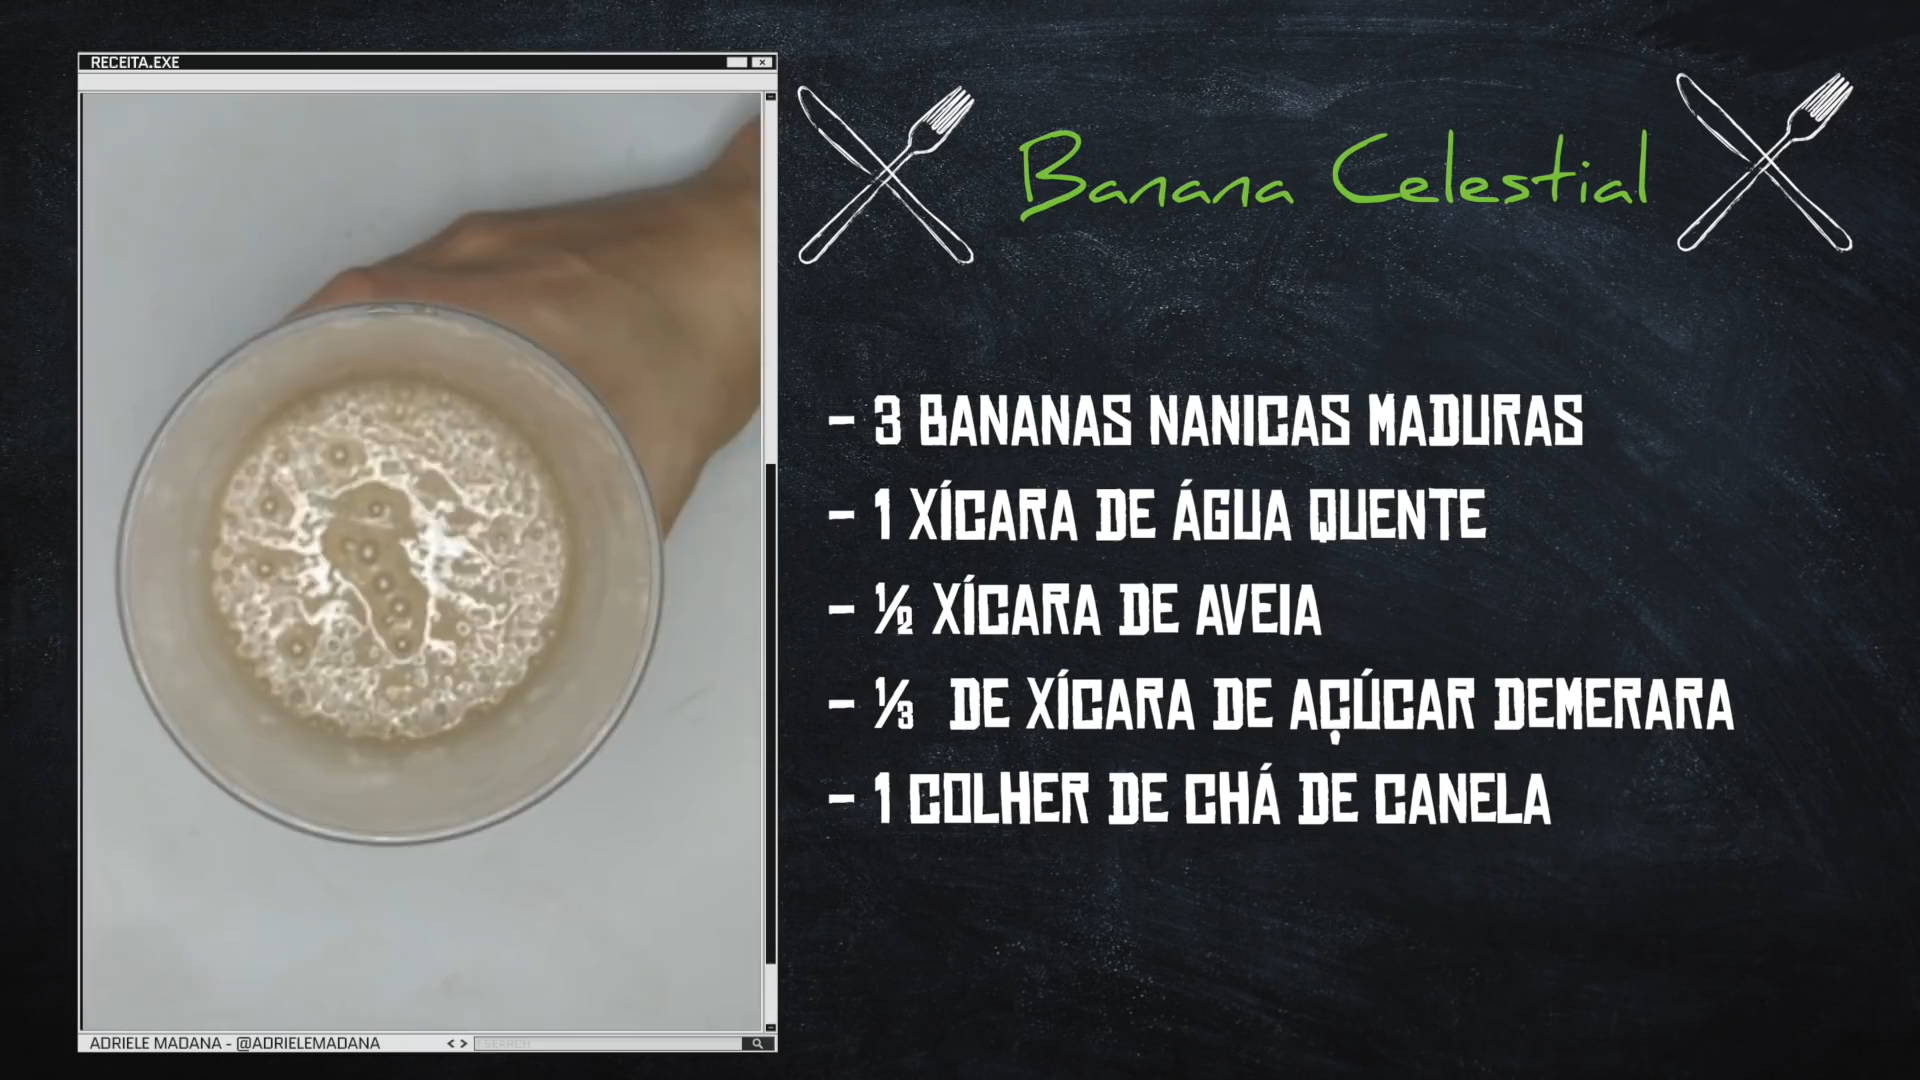 RECEITA.EXE
Banana Celestial
- 3 BANANAS NANICAS MADURAS
- 1 XÍCARA DE ÁGUA QUENTE
- ½ XÍCARA DE AVEIA
- ⅓ DE XÍCARA DE AÇÚCAR DEMERARA
- 1 COLHER DE CHÁ DE CANELA
ADRIELE MADANA - @ADRIELEMADANA
SEARCH